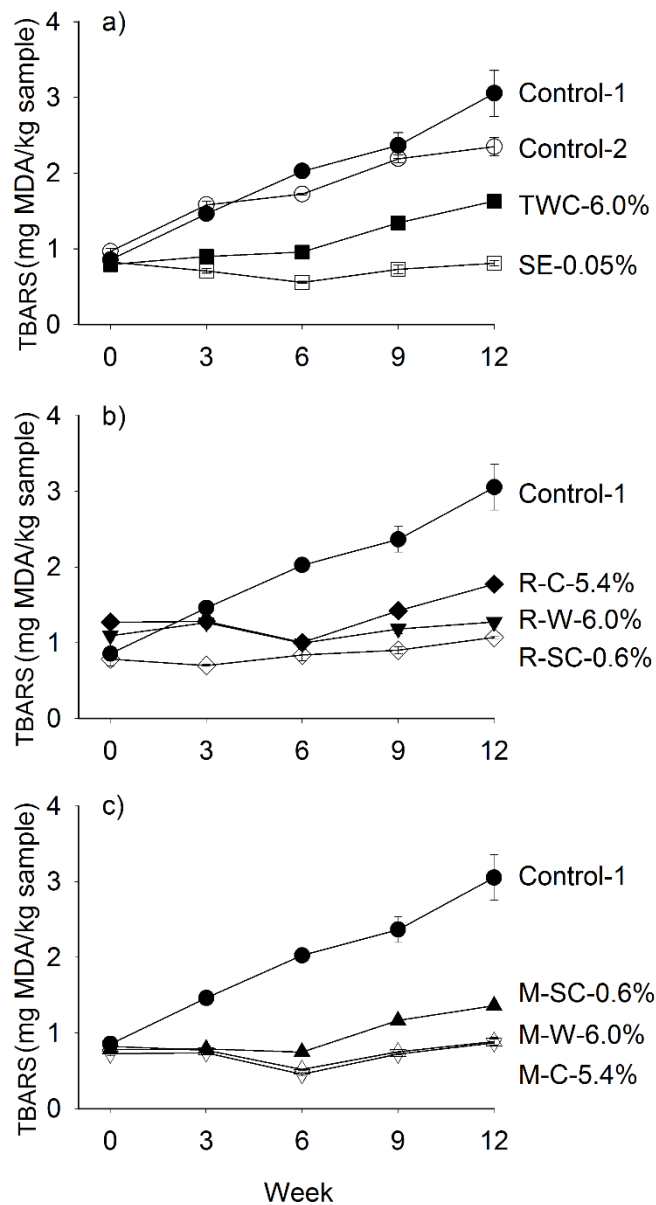 a)
TBARS (mg MDA/kg sample)
4
3
2
1
0
Control-1
Control-2
TWC-6.0%
SE-0.05%
0 3 6 9 12
b)
TBARS (mg MDA/kg sample)
4
3
2
1
0
Control-1
R-C-5.4%
R-W-6.0%
R-SC-0.6%
0 3 6 9 12
c)
TBARS (mg MDA/kg sample)
4
3
2
1
0
Control-1
M-SC-0.6%
M-W-6.0%
M-C-5.4%
0 3 6 9 12
Week